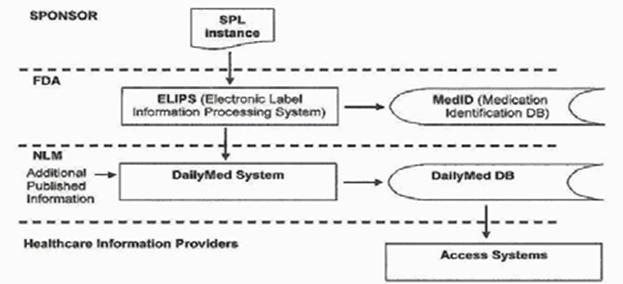 SPONSOR
SPL
instance
FDA
ELIPS (Electronic Label
Information Processing System)
MedID (Medication
Identification DB)
NLM
Additional
Published
Information
DailyMed System
DailyMed DB
Healthcare Information Providers
Access Systems